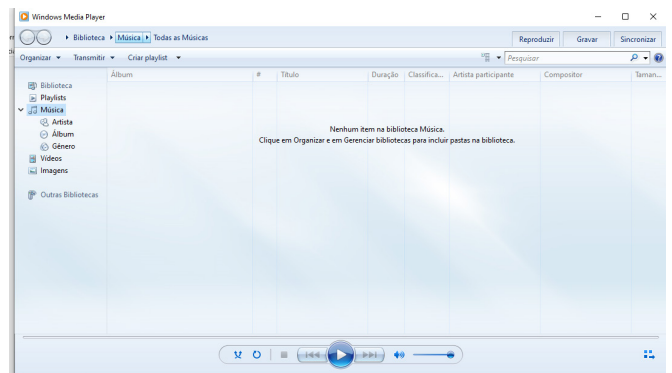 Windows Media Player
Biblioteca Música Todas as Músicas
Reproduzir Gravar Sincronizar
Organizar Transmitir Criar playlist Pesquisar
Álbum # Título Duração Classifica... Artista participante Compositor Taman...
Biblioteca
Playlists
Música
Artista
Álbum
Gênero
Vídeos
Imagens
Outras Bibliotecas
Nenhum item na biblioteca Música.
Clique em Organizar e em Gerenciar bibliotecas para incluir pastas na biblioteca.